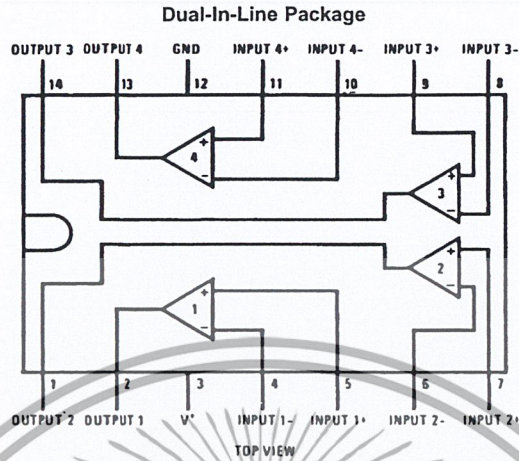 Dual-In-Line Package
OUTPUT 3 OUTPUT 4 GND INPUT 4+ INPUT 4- INPUT 3+ INPUT 3-
14 13 12 11 10 9 8
+
4
-
+
3
-
+
2
-
+
1
-
1 2 3 4 5 6 7
OUTPUT 2 OUTPUT 1 V+ INPUT 1- INPUT 1+ INPUT 2- INPUT 2+
TOP VIEW